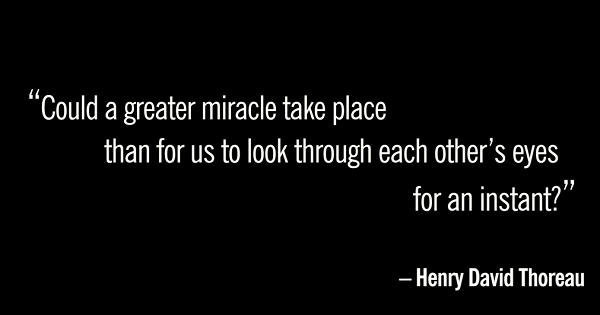 “Could a greater miracle take place
than for us to look through each other’s eyes
for an instant?”
– Henry David Thoreau